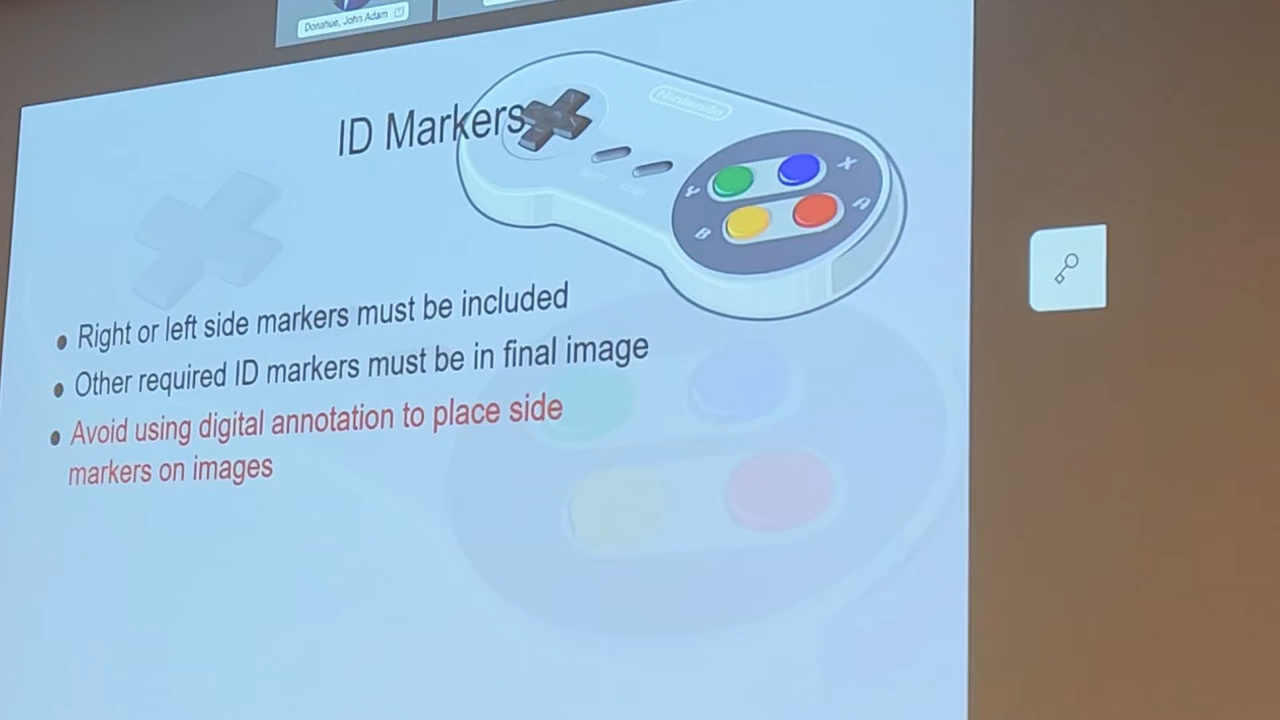 Donahue, John Adam
ID Markers
Nintendo
X
Y
A
B
Right or left side markers must be included
Other required ID markers must be in final image
Avoid using digital annotation to place side
markers on images